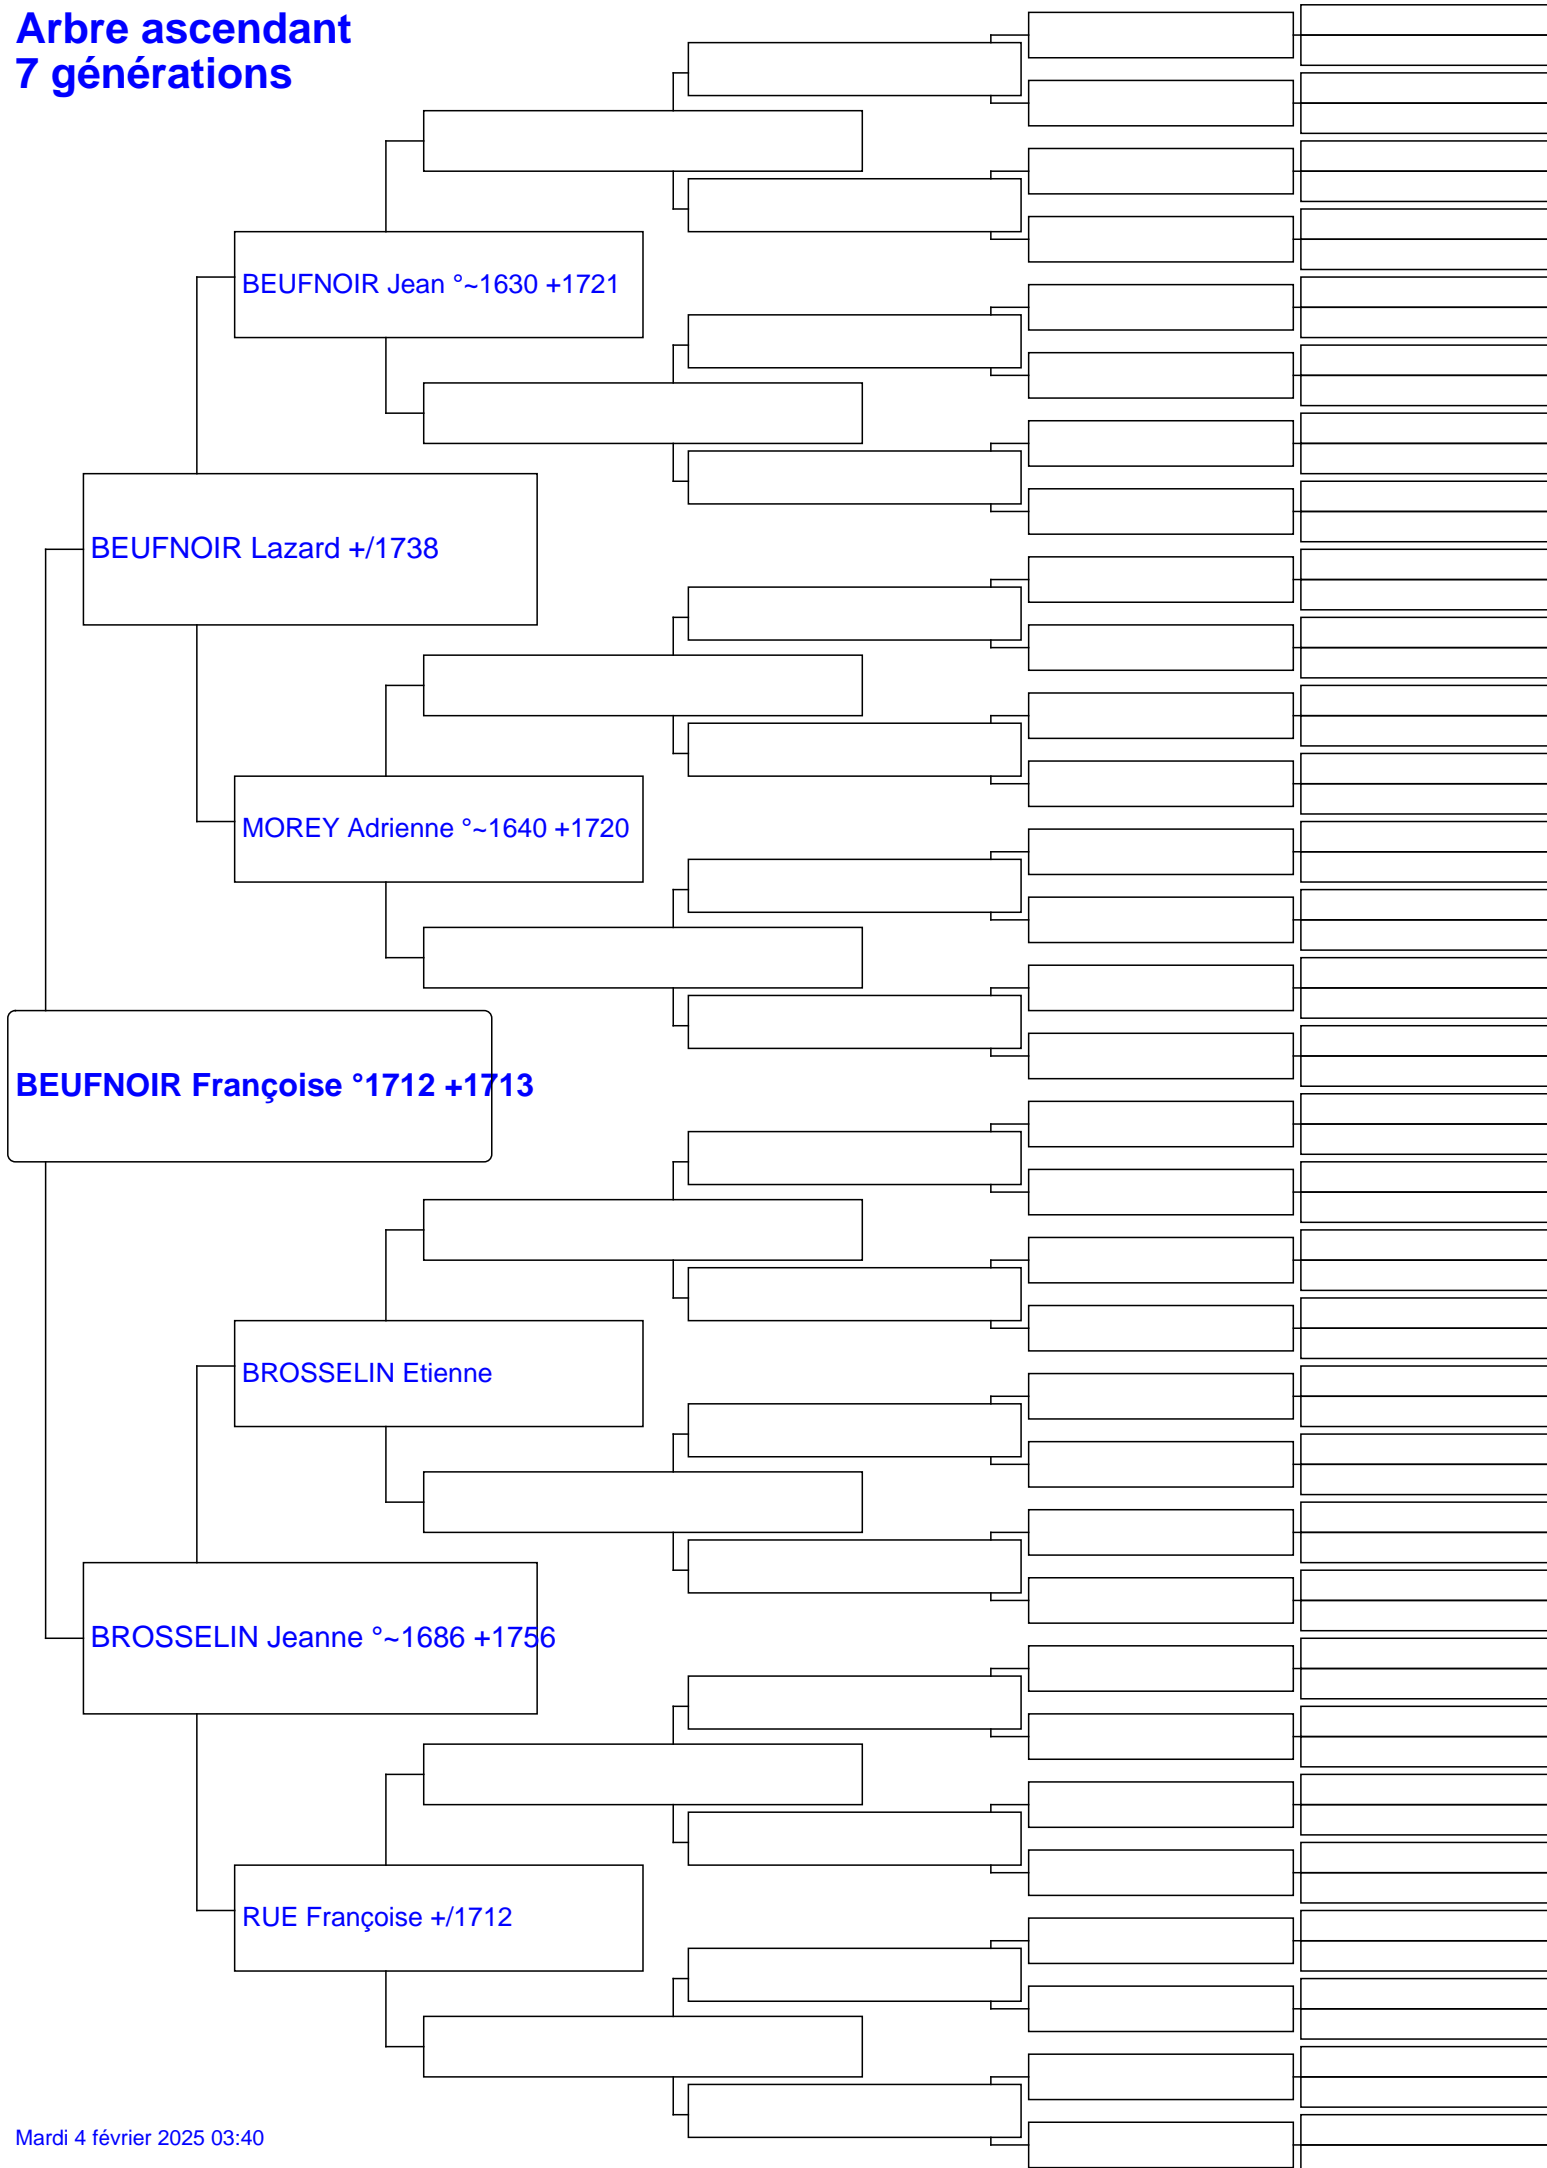 Arbre ascendant
7 générations
BEUFNOIR Jean °~1630 +1721
BEUFNOIR Lazard +/1738
MOREY Adrienne °~1640 +1720
BEUFNOIR Françoise °1712 +1713
BROSSELIN Etienne
BROSSELIN Jeanne °~1686 +1756
RUE Françoise +/1712
Mardi 4 février 2025 03:40